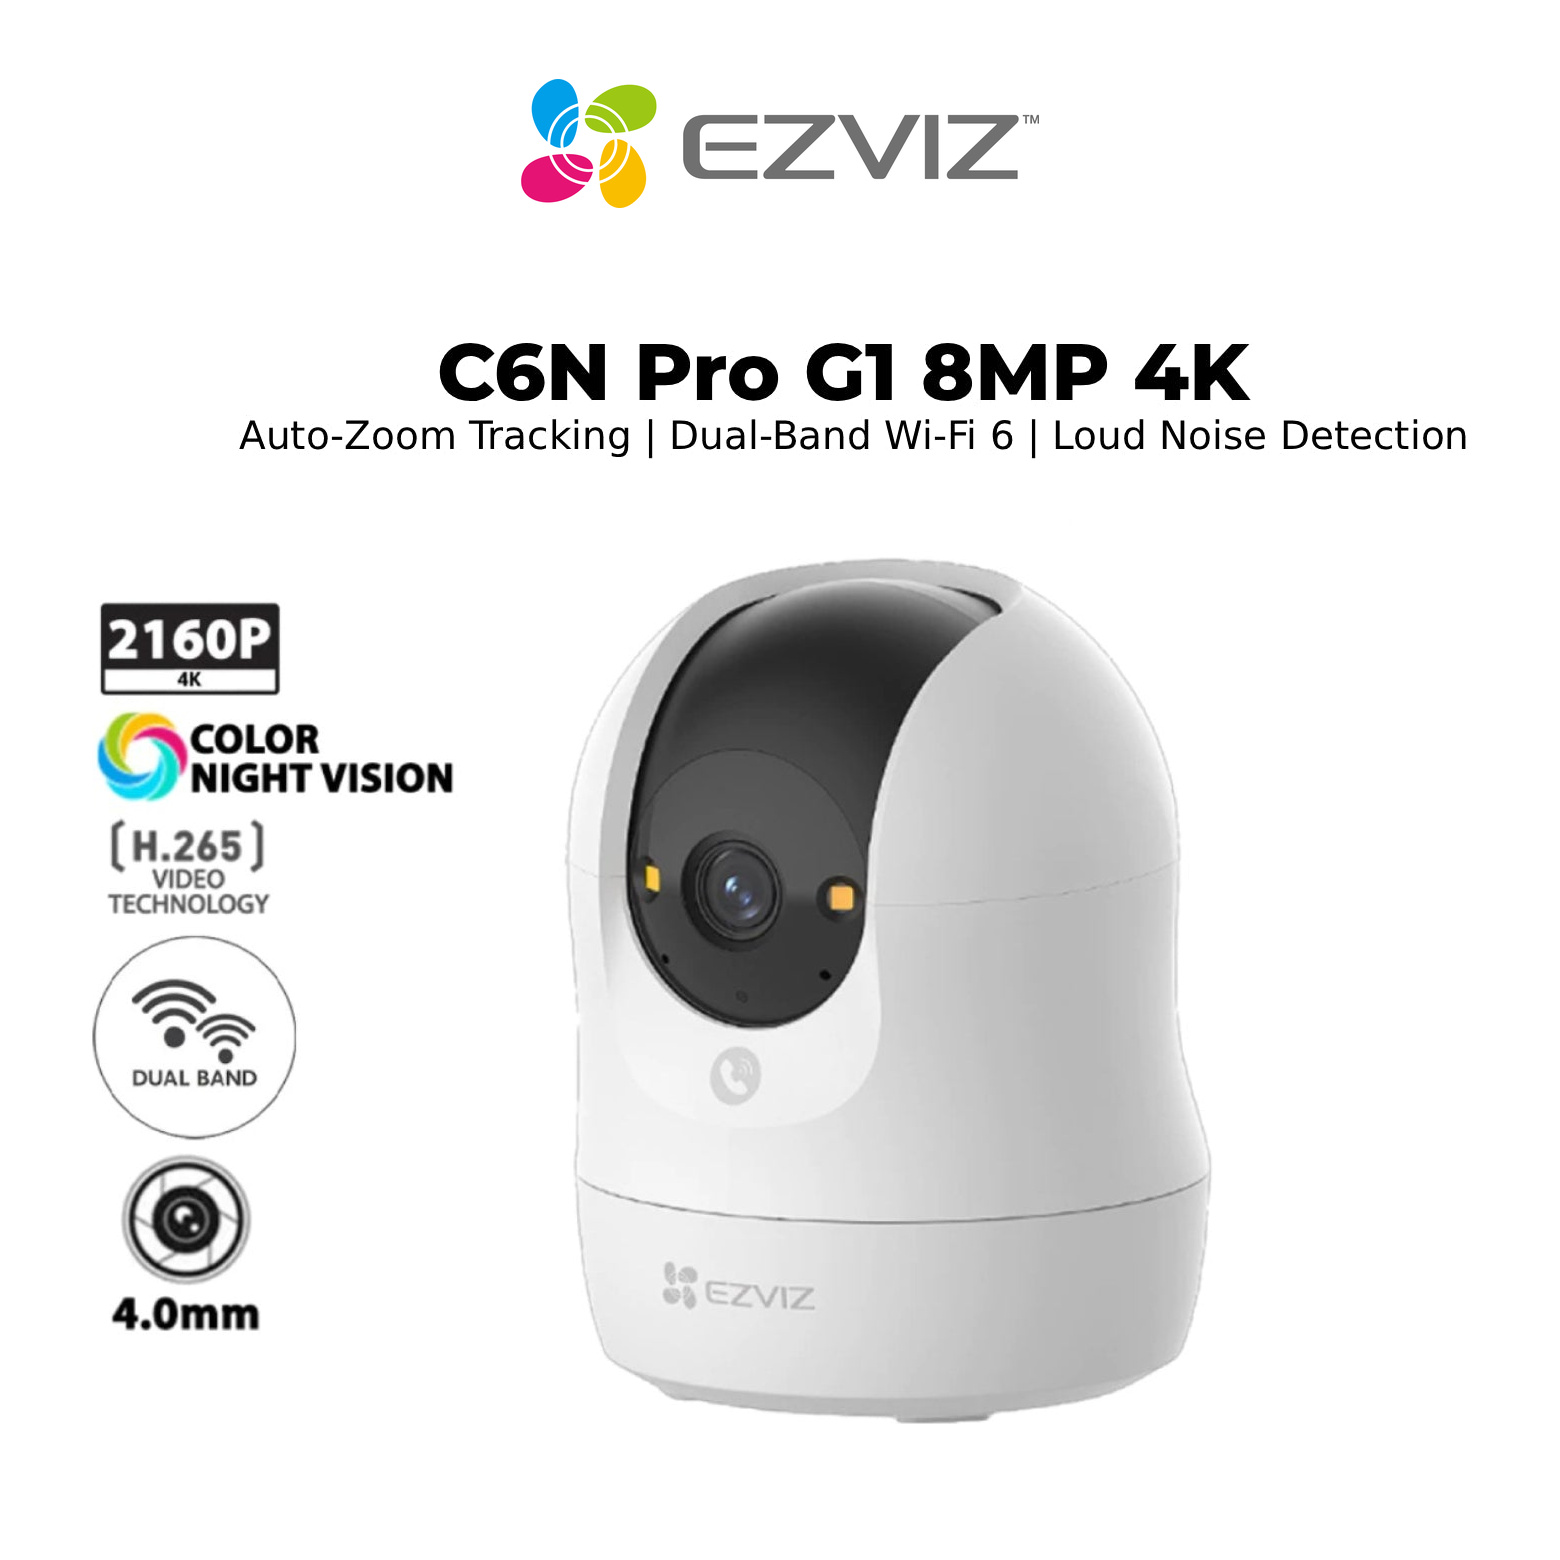 EZVIZ™
C6N Pro G1 8MP 4K
Auto-Zoom Tracking | Dual-Band Wi-Fi 6 | Loud Noise Detection
2160P
4K
COLOR
NIGHT VISION
[H.265]
VIDEO
TECHNOLOGY
DUAL BAND
4.0mm
EZVIZ